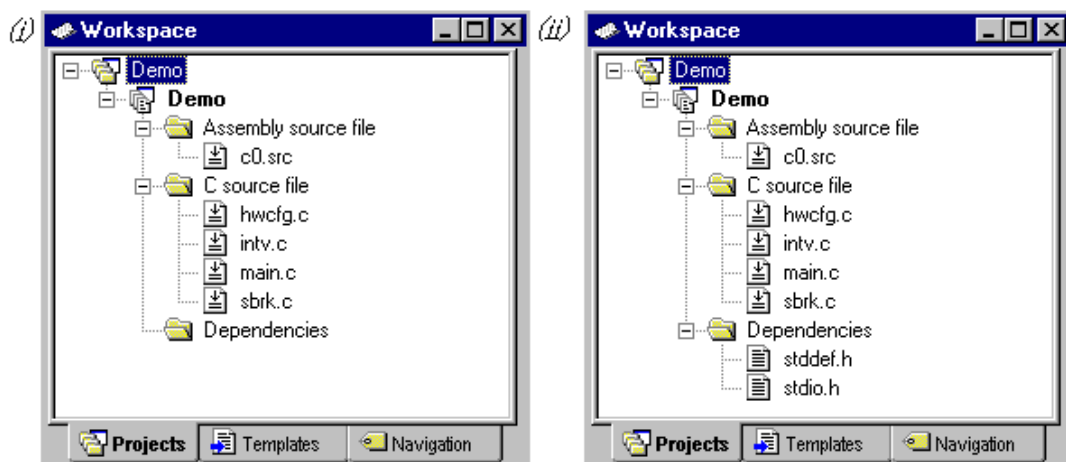 (i)
Workspace
Demo
Demo
Assembly source file
c0.src
C source file
hwcfg.c
intv.c
main.c
sbrk.c
Dependencies
Projects
Templates
Navigation
(ii)
Workspace
Demo
Demo
Assembly source file
c0.src
C source file
hwcfg.c
intv.c
main.c
sbrk.c
Dependencies
stddef.h
stdio.h
Projects
Templates
Navigation